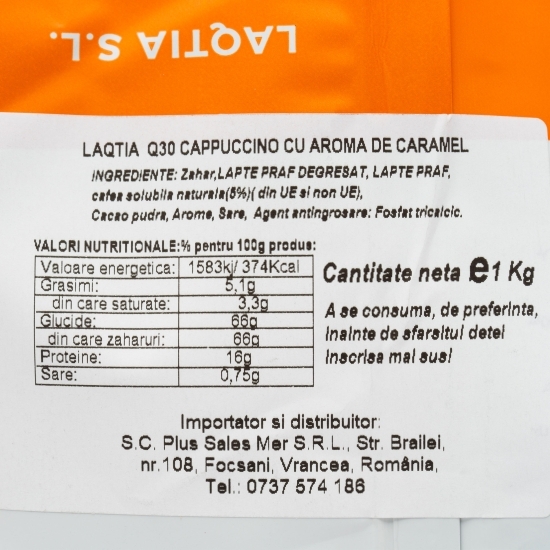 LAQTIA S.L.
LAQTIA Q30 CAPPUCCINO CU AROMA DE CARAMEL
INGREDIENTE: Zahar, LAPTE PRAF DEGRESAT, LAPTE PRAF,
cafea solubila naturala(5%)( din UE si non UE),
Cacao pudra, Arome, Sare, Agent antingrosare: Fosfat tricalcic.
VALORI NUTRITIONALE:% pentru 100g produs:
Valoare energetica: 1583kj/ 374Kcal
Grasimi: 5,1g
din care saturate: 3,3g
Glucide: 66g
din care zaharuri: 66g
Proteine: 16g
Sare: 0,75g
Cantitate neta e1 Kg
A se consuma, de preferinta,
inainte de sfarsitul datei
inscrisa mai sus!
Importator si distribuitor:
S.C. Plus Sales Mer S.R.L., Str. Brailei,
nr.108, Focsani, Vrancea, România,
Tel.: 0737 574 186